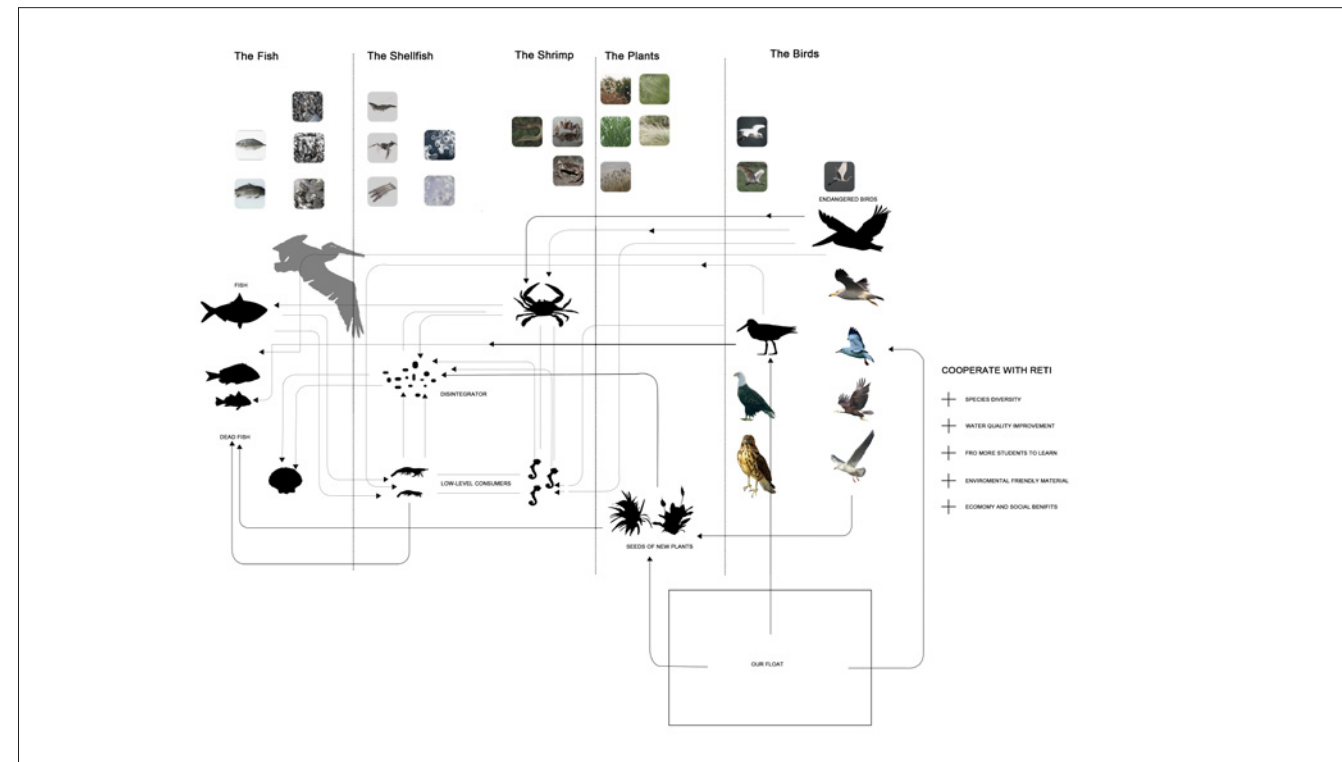 The Fish
The Shellfish
The Shrimp
The Plants
The Birds
ENDANGERED BIRDS
FISH
DISINTEGRATOR
DEAD FISH
LOW-LEVEL CONSUMERS
SEEDS OF NEW PLANTS
OUR FLOAT
COOPERATE WITH RETI
SPECIES DIVERSITY
WATER QUALITY IMPROVEMENT
FRO MORE STUDENTS TO LEARN
ENVIROMENTAL FRIENDLY MATERIAL
ECOMOMY AND SOCIAL BENIFITS